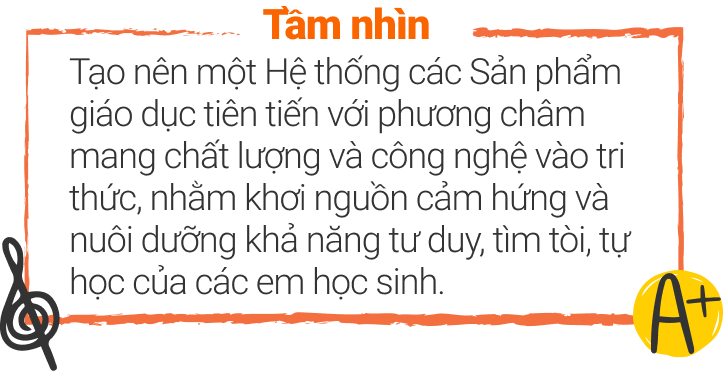 Tầm nhìn
Tạo nên một Hệ thống các Sản phẩm
giáo dục tiên tiến với phương châm
mang chất lượng và công nghệ vào tri
thức, nhằm khơi nguồn cảm hứng và
nuôi dưỡng khả năng tư duy, tìm tòi, tự
học của các em học sinh.
A+